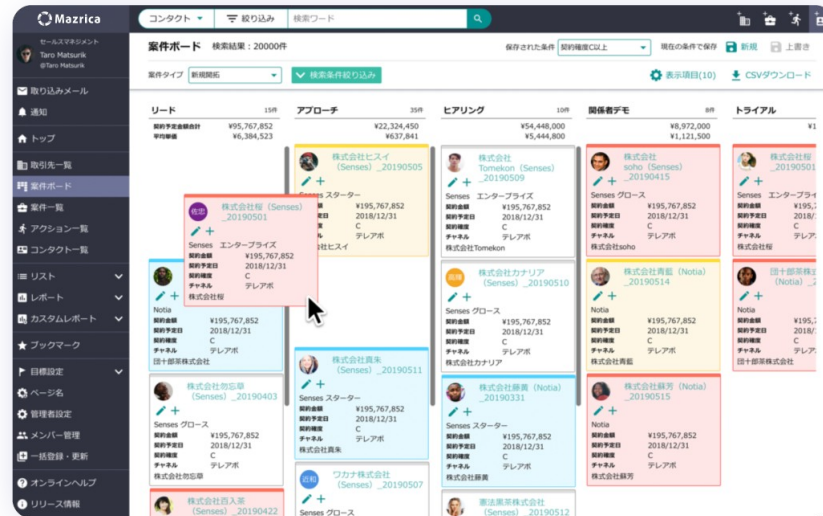 Mazrica
コンタクト
絞り込み
検索ワード
セールスマネジメント
Taro Matsurik
@Taro Matsurik
取り込みメール
通知
トップ
取引先一覧
案件ボード
案件一覧
アクション一覧
コンタクト一覧
リスト
レポート
カスタムレポート
ブックマーク
目標設定
ページ名
管理者設定
メンバー管理
一括登録・更新
オンラインヘルプ
リリース情報
案件ボード 検索結果：20000件
保存された条件 契約確度C以上 現在の条件で保存 新規 上書き
案件タイプ 新規開拓 検索条件絞り込み
表示項目(10) CSVダウンロード
リード 15件
契約予定金額合計 ¥95,767,852
平均単価 ¥6,384,523
株式会社桜（Senses）
_20190501
Senses エンタープライズ
契約金額 ¥195,767,852
契約予定日 2018/12/31
契約確度 C
チャネル テレアポ
株式会社桜
Notia
契約金額 ¥195,767,852
契約予定日 2018/12/31
契約確度 C
チャネル テレアポ
団十郎茶株式会社
株式会社勿忘草
（Senses）_20190403
Senses グロース
契約金額 ¥195,767,852
契約予定日 2018/12/31
契約確度 C
チャネル テレアポ
株式会社勿忘草
株式会社百入茶
（Senses）_20190422
アプローチ 35件
¥22,324,450
¥637,841
株式会社ヒスイ
（Senses）_20190505
Senses スターター
¥195,767,852
2018/12/31
C
テレアポ
株式会社真朱
（Senses）_20190511
Senses スターター
契約金額 ¥195,767,852
契約予定日 2018/12/31
契約確度 C
チャネル テレアポ
株式会社真朱
ワカナ株式会社
（Senses）_20190507
Senses グロース
ヒアリング 10件
¥54,448,000
¥5,444,800
株式会社
Tomekon（Senses）
_20190509
Senses エンタープライズ
契約金額 ¥195,767,852
契約予定日 2018/12/31
契約確度 C
チャネル テレアポ
株式会社Tomekon
株式会社カナリア
（Senses）_20190510
Senses グロース
契約金額 ¥195,767,852
契約予定日 2018/12/31
契約確度 C
チャネル テレアポ
株式会社カナリア
株式会社藤黄（Notia）
_20190331
Senses スターター
契約金額 ¥195,767,852
契約予定日 2018/12/31
契約確度 C
チャネル テレアポ
株式会社藤黄
憲法黒茶株式会社
（Senses）_20190512
関係者デモ 8件
¥8,972,000
¥1,121,500
株式会社
soho（Senses）
_20190415
Senses グロース
契約金額 ¥195,767,852
契約予定日 2018/12/31
契約確度 C
チャネル テレアポ
株式会社soho
株式会社青藍（Notia）
_20190514
Notia
契約金額 ¥195,767,852
契約予定日 2018/12/31
契約確度 C
チャネル テレアポ
株式会社青藍
株式会社蘇芳（Notia）
_20190515
Notia
契約金額 ¥195,767,852
契約予定日 2018/12/31
契約確度 C
チャネル テレアポ
株式会社蘇芳
トライアル
株式会社桜
_20190501
Senses
契約金額
契約予定日
契約確度 C
チャネル
株式会社桜
団十郎茶株式
（Notia）
Notia
契約金額
契約予定日
契約確度 C
チャネル
団十郎茶株式会社